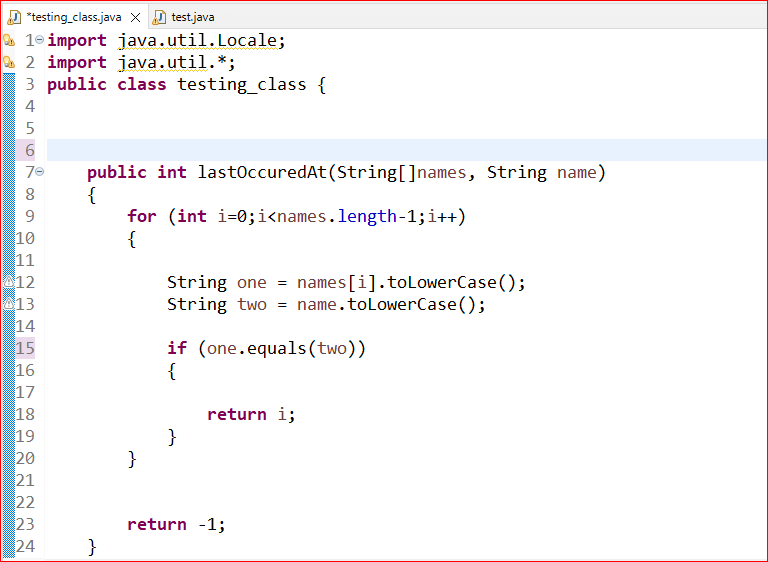 *testing_class.java test.java
1 import java.util.Locale;
2 import java.util.*;
3 public class testing_class {
4
5
6
7 public int lastOccuredAt(String[]names, String name)
8 {
9 for (int i=0;i<names.length-1;i++)
10 {
11
12 String one = names[i].toLowerCase();
13 String two = name.toLowerCase();
14
15 if (one.equals(two))
16 {
17
18 return i;
19 }
20 }
21
22
23 return -1;
24 }